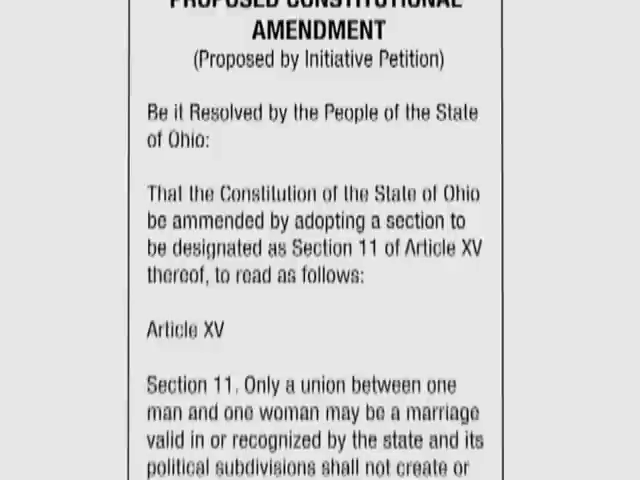 PROPOSED CONSTITUTIONAL
AMENDMENT
(Proposed by Initiative Petition)
Be it Resolved by the People of the State
of Ohio:
That the Constitution of the State of Ohio
be ammended by adopting a section to
be designated as Section 11 of Article XV
thereof, to read as follows:
Article XV
Section 11. Only a union between one
man and one woman may be a marriage
valid in or recognized by the state and its
political subdivisions shall not create or